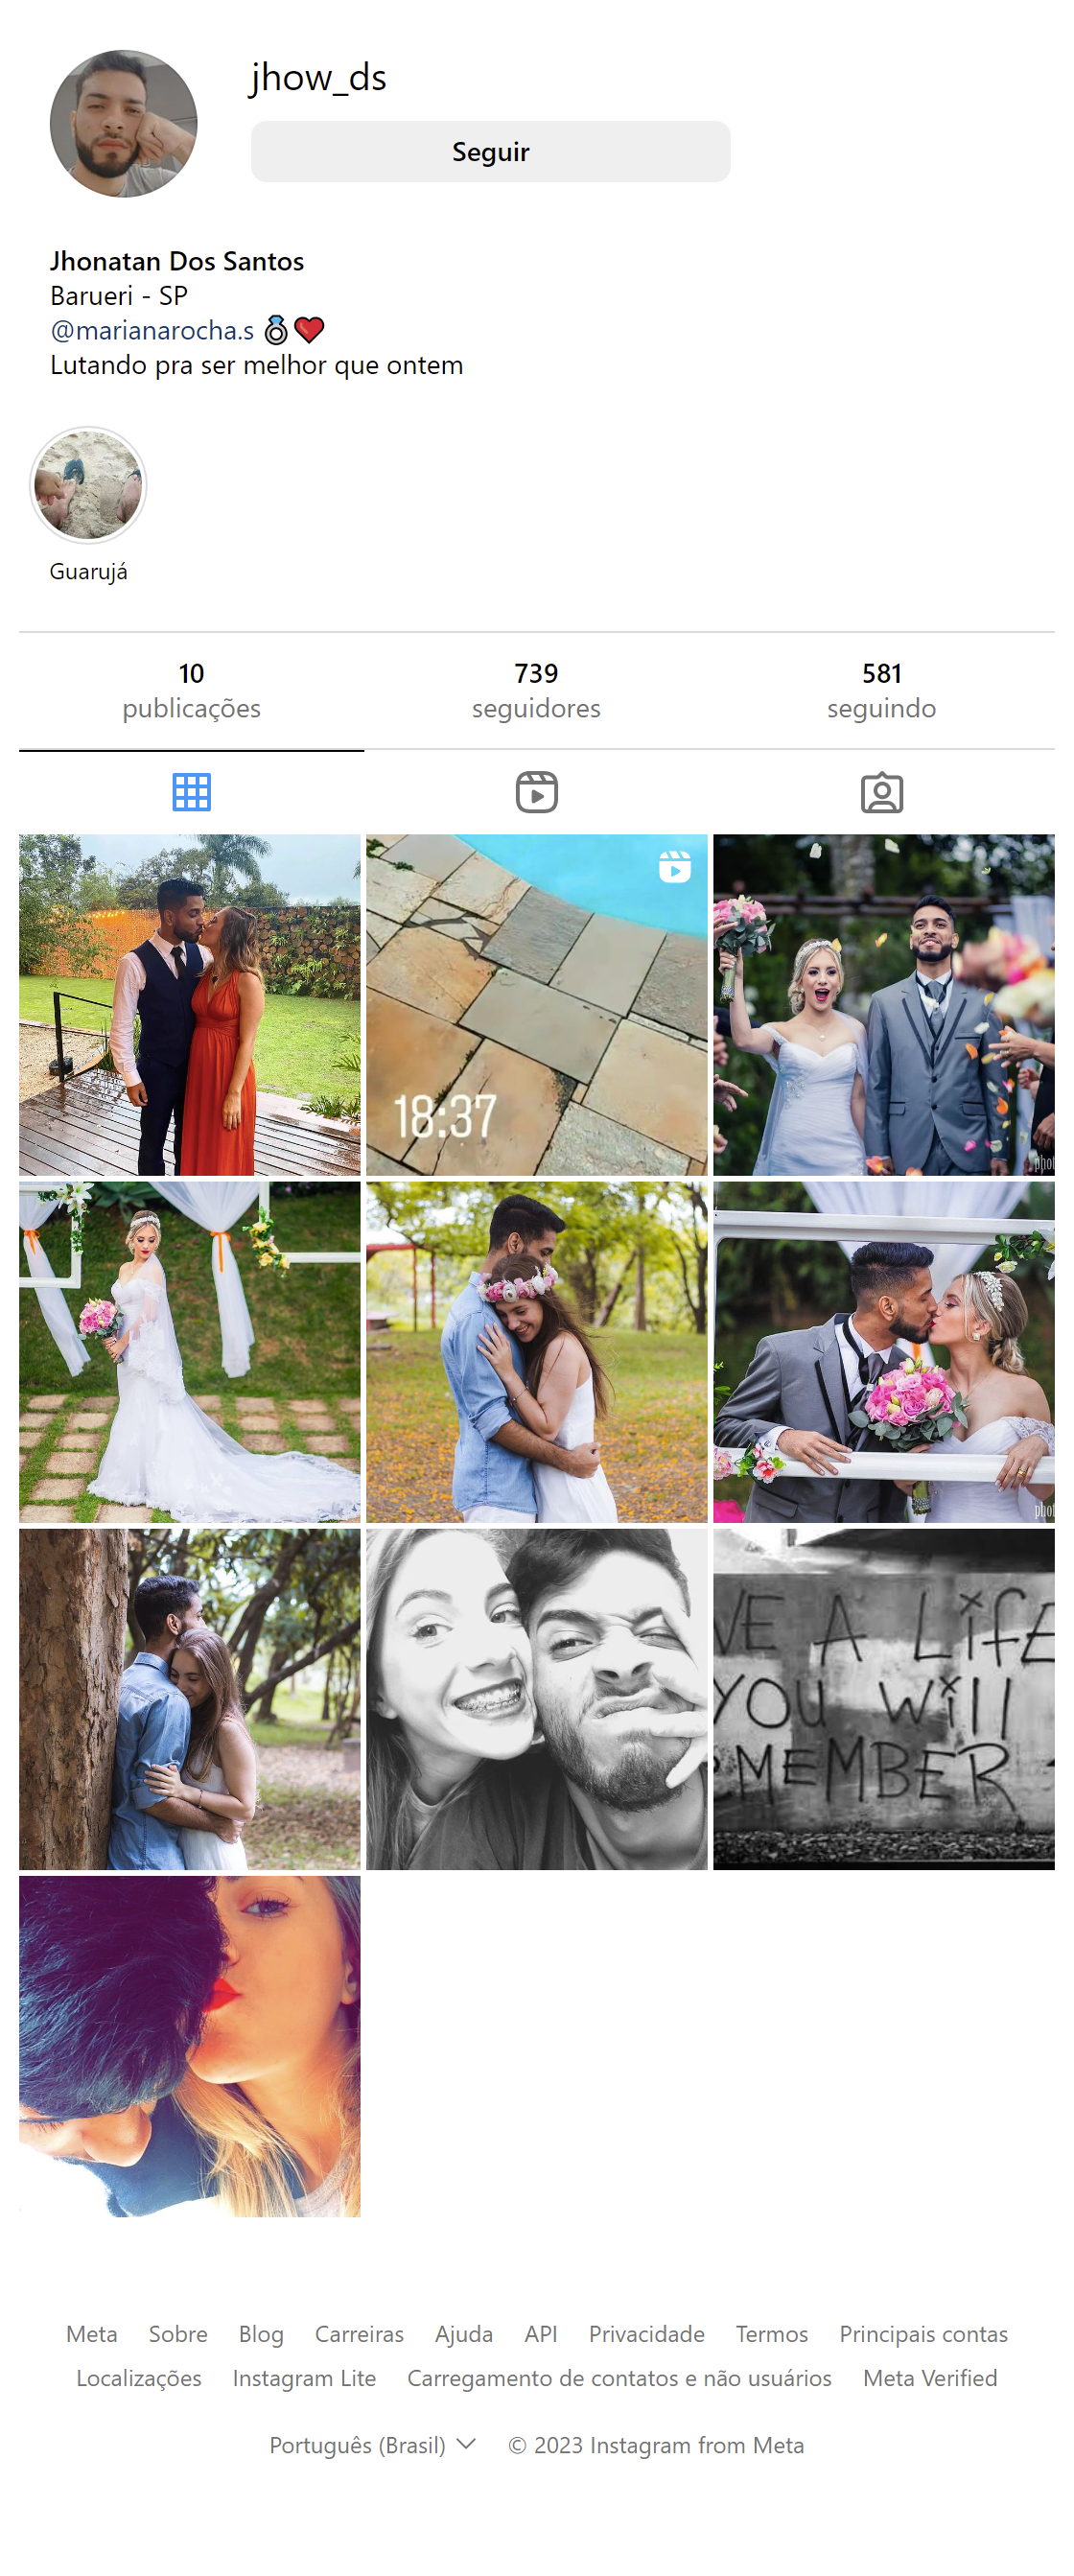 jhow_ds
Seguir
Jhonatan Dos Santos
Barueri - SP
@marianarocha.s 💍❤️
Lutando pra ser melhor que ontem
Guarujá
10 739 581
publicações seguidores seguindo
18:37
phot
phot
VE A LifE
YOU will
MEMBER
Meta Sobre Blog Carreiras Ajuda API Privacidade Termos Principais contas
Localizações Instagram Lite Carregamento de contatos e não usuários Meta Verified
Português (Brasil) © 2023 Instagram from Meta